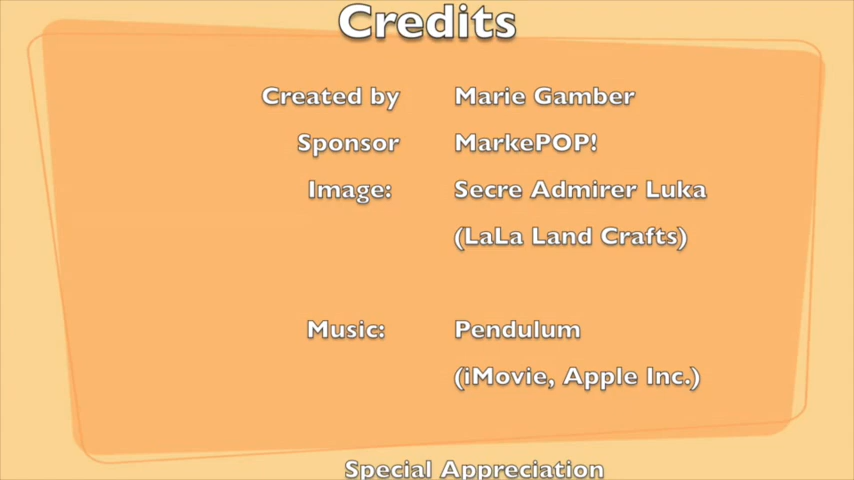 Credits
Created by Marie Gamber
Sponsor MarkePOP!
Image: Secre Admirer Luka
(LaLa Land Crafts)
Music: Pendulum
(iMovie, Apple Inc.)
Special Appreciation